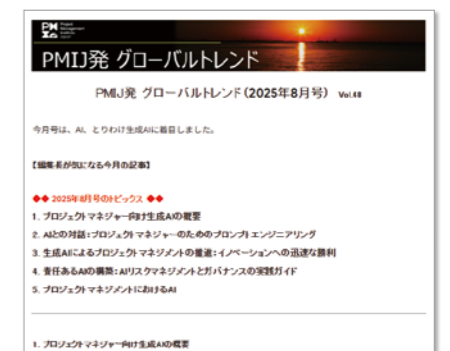 PMI
Project
Management
Institute
Japan
PMIJ発 グローバルトレンド
PMIJ発 グローバルトレンド(2025年8月号) Vol.48
今月号は、AI、とりわけ生成AIに着目しました。
【編集長が気になる今月の記事】
◆◆ 2025年8月号のトピックス ◆◆
1. プロジェクトマネジャー向け生成AIの概要
2. AIとの対話:プロジェクトマネジャーのためのプロンプトエンジニアリング
3. 生成AIによるプロジェクトマネジメントの推進:イノベーションへの迅速な勝利
4. 責任あるAIの構築:AIリスクマネジメントとガバナンスの実践ガイド
5. プロジェクトマネジメントにおけるAI
1. プロジェクトマネジャー向け生成AIの概要